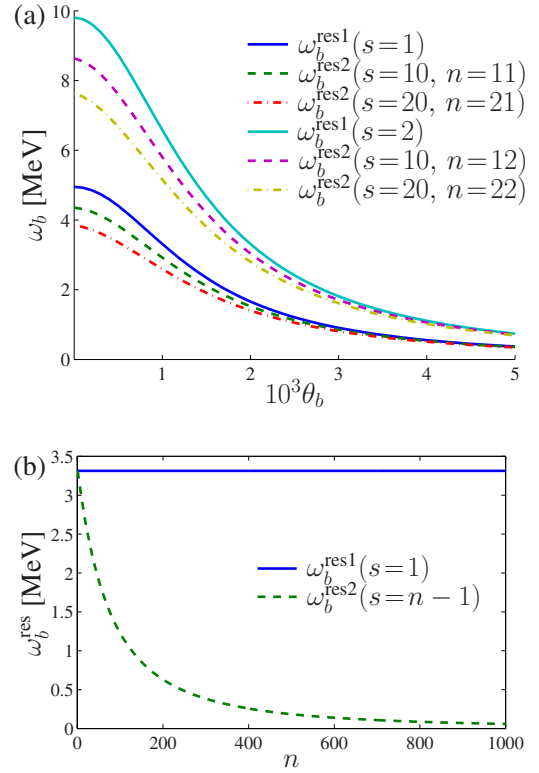 (a)
10
8
6
4
2
0
ω_b [MeV]
ω_b^res1(s=1)
ω_b^res2(s=10, n=11)
ω_b^res2(s=20, n=21)
ω_b^res1(s=2)
ω_b^res2(s=10, n=12)
ω_b^res2(s=20, n=22)
1 2 3 4 5
10^3θ_b
(b)
3.5
3
2.5
2
1.5
1
0.5
0
ω_b^res [MeV]
ω_b^res1(s=1)
ω_b^res2(s=n−1)
0 200 400 600 800 1000
n